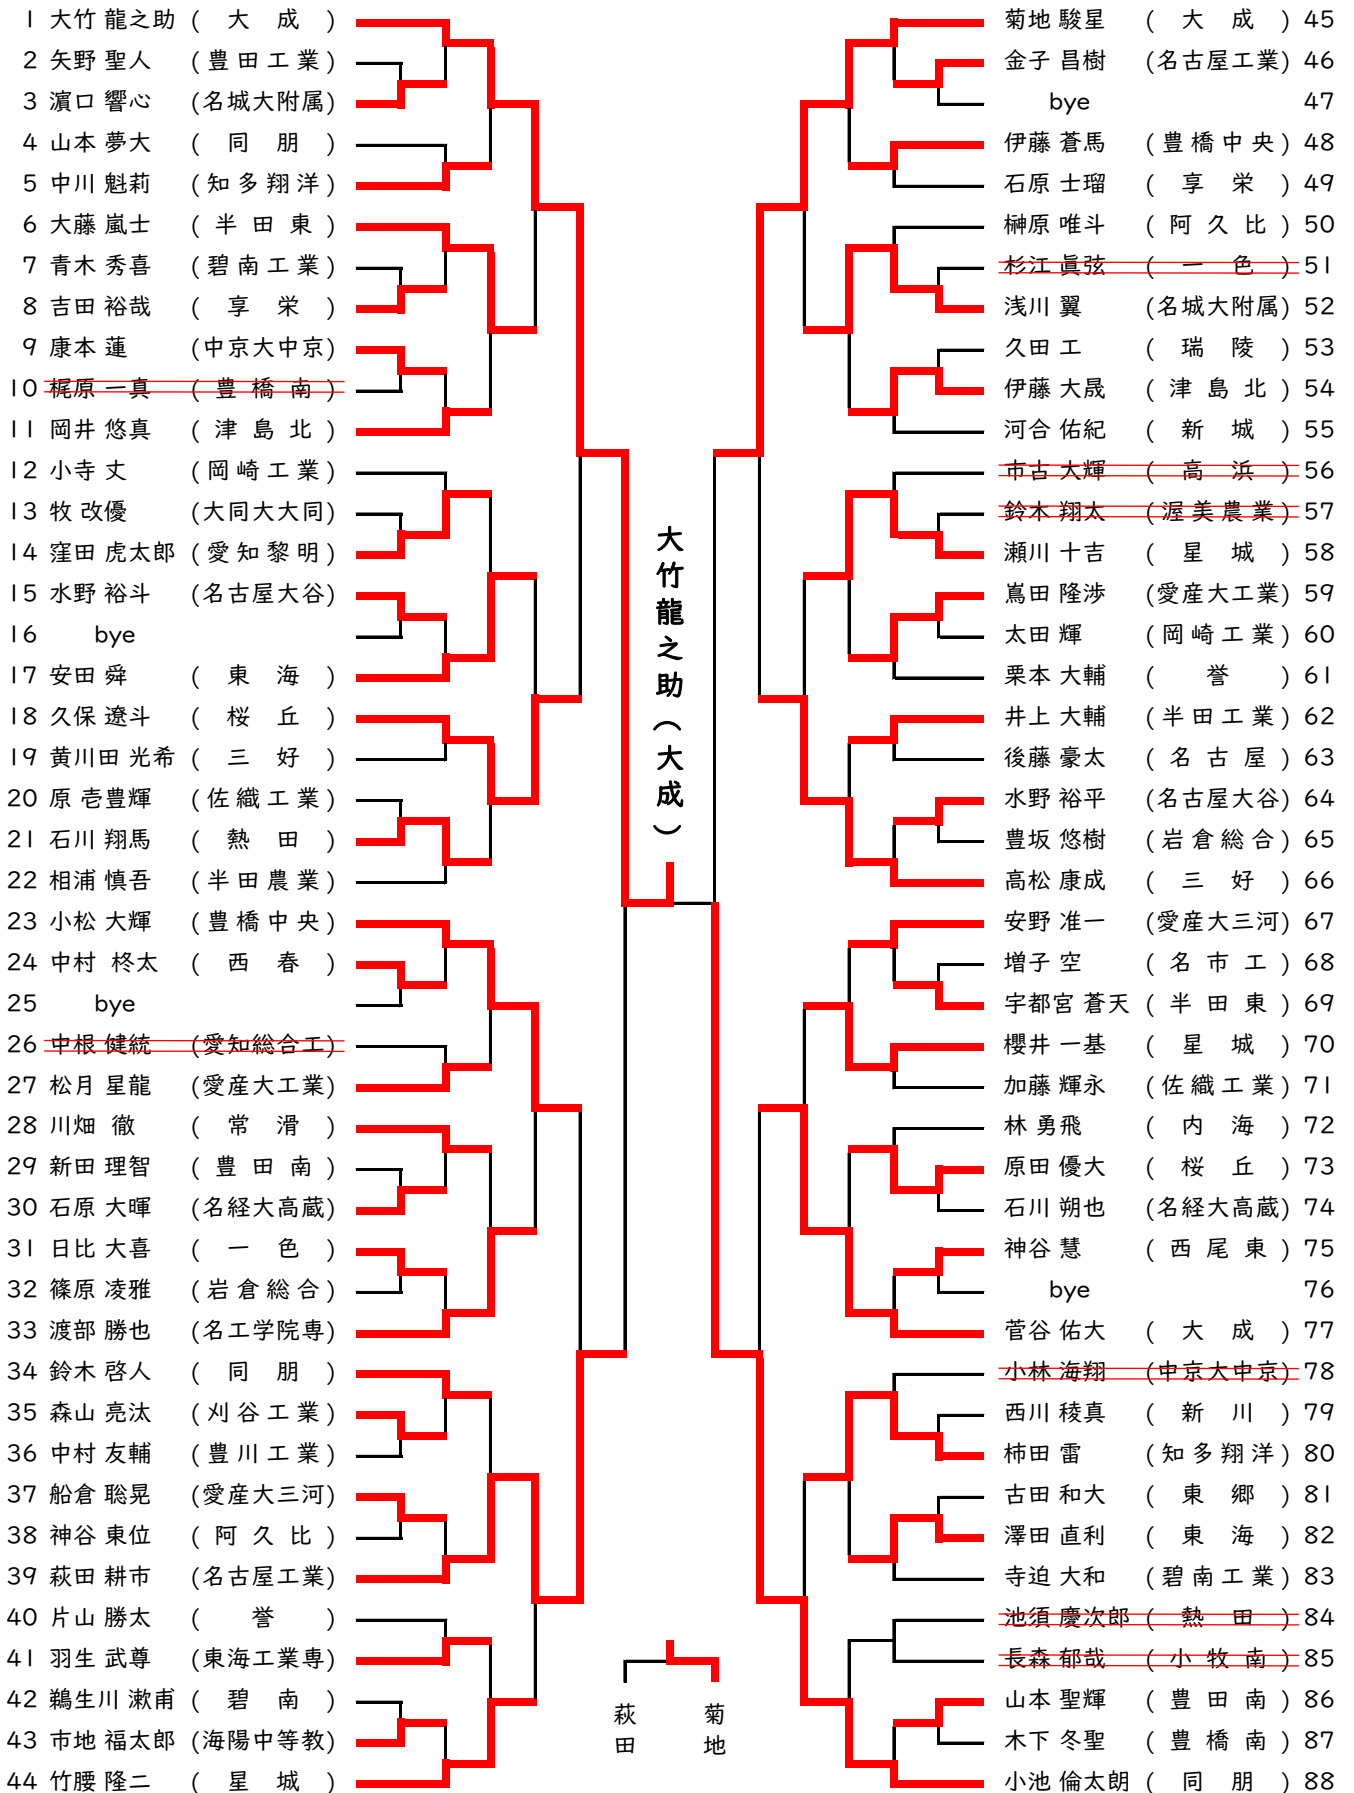 1 大竹 龍之助 ( 大 成 )
2 矢野 聖人 ( 豊 田 工 業 )
3 濵口 響心 (名城大附属)
4 山本 夢大 ( 同 朋 )
5 中川 魁莉 ( 知 多 翔 洋 )
6 大藤 嵐士 ( 半 田 東 )
7 青木 秀喜 ( 碧 南 工 業 )
8 吉田 裕哉 ( 享 栄 )
9 康本 蓮 (中京大中京)
10 梶原 一真 ( 豊 橋 南 )
11 岡井 悠真 ( 津 島 北 )
12 小寺 丈 ( 岡 崎 工 業 )
13 牧 改優 (大同大大同)
14 窪田 虎太郎 ( 愛 知 黎 明 )
15 水野 裕斗 (名古屋大谷)
16 bye
17 安田 舜 ( 東 海 )
18 久保 遼斗 ( 桜 丘 )
19 黄川田 光希 ( 三 好 )
20 原 壱豊輝 ( 佐 織 工 業 )
21 石川 翔馬 ( 熱 田 )
22 相浦 慎吾 ( 半 田 農 業 )
23 小松 大輝 ( 豊 橋 中 央 )
24 中村 柊太 ( 西 春 )
25 bye
26 中根 健統 (愛知総合工)
27 松月 星龍 (愛産大工業)
28 川畑 徹 ( 常 滑 )
29 新田 理智 ( 豊 田 南 )
30 石原 大暉 (名経大高蔵)
31 日比 大喜 ( 一 色 )
32 篠原 凌雅 ( 岩 倉 総 合 )
33 渡部 勝也 (名工学院専)
34 鈴木 啓人 ( 同 朋 )
35 森山 亮汰 ( 刈 谷 工 業 )
36 中村 友輔 ( 豊 川 工 業 )
37 船倉 聡晃 (愛産大三河)
38 神谷 東位 ( 阿 久 比 )
39 萩田 耕市 (名古屋工業)
40 片山 勝太 ( 誉 )
41 羽生 武尊 (東海工業専)
42 鵜生川 漱甫 ( 碧 南 )
43 市地 福太郎 (海陽中等教)
44 竹腰 隆二 ( 星 城 )
大竹龍之助(大成)
萩田
菊地
菊地 駿星 ( 大 成 ) 45
金子 昌樹 (名古屋工業) 46
bye 47
伊藤 蒼馬 ( 豊 橋 中 央 ) 48
石原 士瑠 ( 享 栄 ) 49
榊原 唯斗 ( 阿 久 比 ) 50
杉江 眞弦 ( 一 色 ) 51
浅川 翼 (名城大附属) 52
久田 工 ( 瑞 陵 ) 53
伊藤 大晟 ( 津 島 北 ) 54
河合 佑紀 ( 新 城 ) 55
市古 大輝 ( 高 浜 ) 56
鈴木 翔太 ( 渥 美 農 業 ) 57
瀬川 十吉 ( 星 城 ) 58
嶌田 隆渉 (愛産大工業) 59
太田 輝 ( 岡 崎 工 業 ) 60
栗本 大輔 ( 誉 ) 61
井上 大輔 ( 半 田 工 業 ) 62
後藤 豪太 ( 名 古 屋 ) 63
水野 裕平 (名古屋大谷) 64
豊坂 悠樹 ( 岩 倉 総 合 ) 65
高松 康成 ( 三 好 ) 66
安野 准一 (愛産大三河) 67
増子 空 ( 名 市 工 ) 68
宇都宮 蒼天 ( 半 田 東 ) 69
櫻井 一基 ( 星 城 ) 70
加藤 輝永 ( 佐 織 工 業 ) 71
林 勇飛 ( 内 海 ) 72
原田 優大 ( 桜 丘 ) 73
石川 朔也 (名経大高蔵) 74
神谷 慧 ( 西 尾 東 ) 75
bye 76
菅谷 佑大 ( 大 成 ) 77
小林 海翔 (中京大中京) 78
西川 稜真 ( 新 川 ) 79
柿田 雷 ( 知 多 翔 洋 ) 80
古田 和大 ( 東 郷 ) 81
澤田 直利 ( 東 海 ) 82
寺迫 大和 ( 碧 南 工 業 ) 83
池須 慶次郎 ( 熱 田 ) 84
長森 郁哉 ( 小 牧 南 ) 85
山本 聖輝 ( 豊 田 南 ) 86
木下 冬聖 ( 豊 橋 南 ) 87
小池 倫太朗 ( 同 朋 ) 88